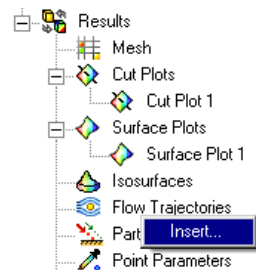 Results
Mesh
Cut Plots
Cut Plot 1
Surface Plots
Surface Plot 1
Isosurfaces
Flow Trajectories
Part
Insert...
Point Parameters